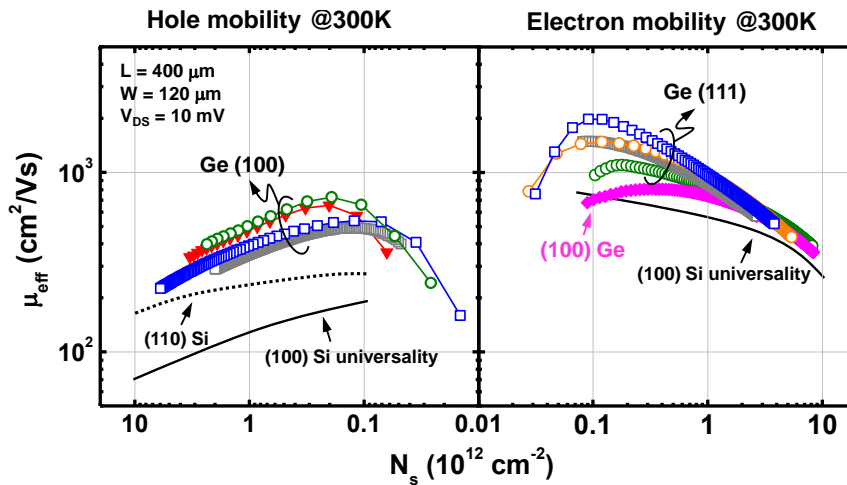 Hole mobility @300K
Electron mobility @300K
L = 400 μm
W = 120 μm
V_DS = 10 mV
Ge (100)
Ge (111)
(110) Si
(100) Si universality
(100) Ge
(100) Si universality
μ_eff (cm²/Vs)
10³
10²
10 1 0.1 0.01
0.1 1 10
N_s (10¹² cm⁻²)